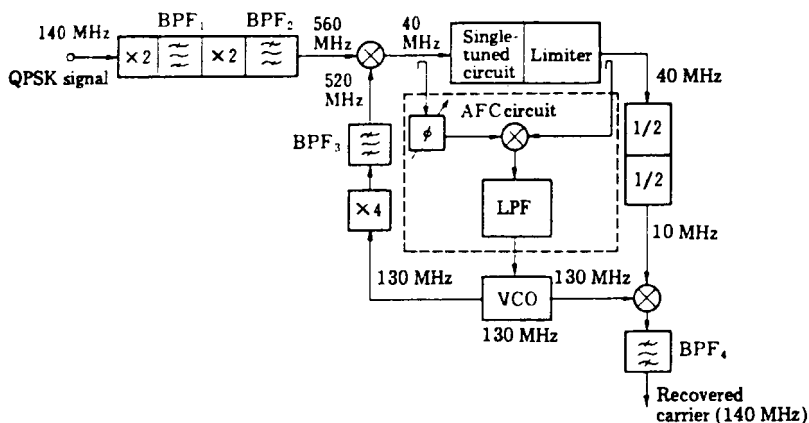 140 MHz
QPSK signal
×2
BPF₁
×2
BPF₂
560
MHz
40
MHz
Single-
tuned
circuit
Limiter
40 MHz
520
MHz
AFC circuit
ϕ
BPF₃
1/2
1/2
×4
LPF
10 MHz
130 MHz
VCO
130 MHz
130 MHz
BPF₄
Recovered
carrier (140 MHz)